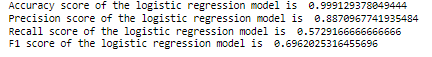 Accuracy score of the logistic regression model is  0.999129378049444
Precision score of the logistic regression model is  0.8870967741935484
Recall score of the logistic regression model is  0.5729166666666666
F1 score of the logistic regression model is  0.6962025316455696